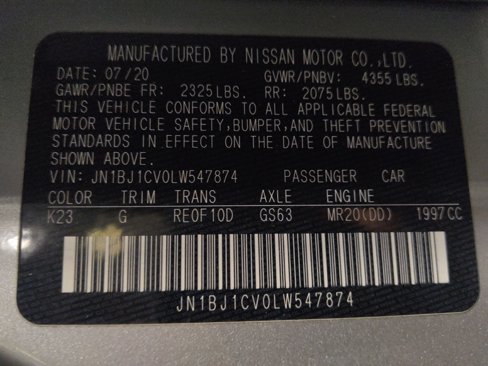 MANUFACTURED BY NISSAN MOTOR CO.,LTD.
DATE: 07/20 GVWR/PNBV: 4355 LBS.
GAWR/PNBE FR: 2325 LBS. RR: 2075 LBS.
THIS VEHICLE CONFORMS TO ALL APPLICABLE FEDERAL
MOTOR VEHICLE SAFETY,BUMPER,AND THEFT PREVENTION
STANDARDS IN EFFECT ON THE DATE OF MANUFACTURE
SHOWN ABOVE.
VIN: JN1BJ1CV0LW547874 PASSENGER CAR
COLOR TRIM TRANS AXLE ENGINE
K23 G RE0F10D GS63 MR20(DD) 1997 CC
JN1BJ1CV0LW547874